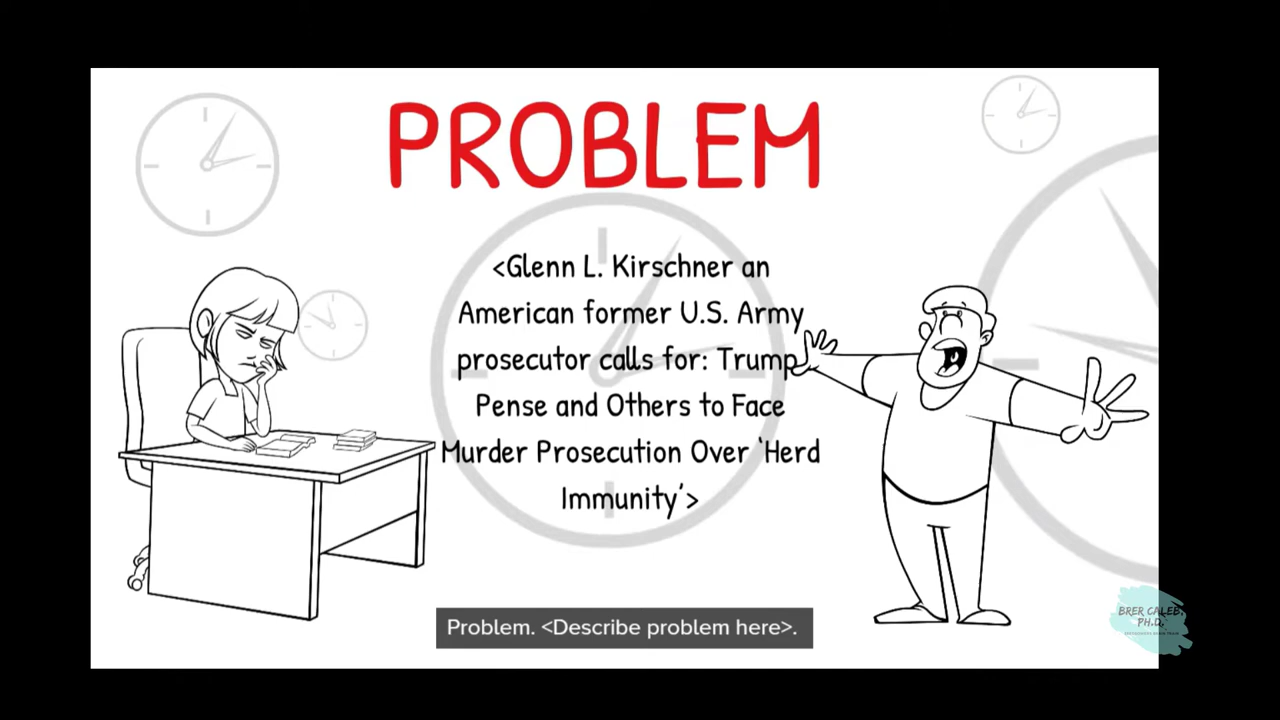 PROBLEM
<Glenn L. Kirschner an
American former U.S. Army
prosecutor calls for: Trump
Pense and Others to Face
Murder Prosecution Over ‘Herd
Immunity’>
Problem. <Describe problem here>.
BRER CALEB,
PH.D.